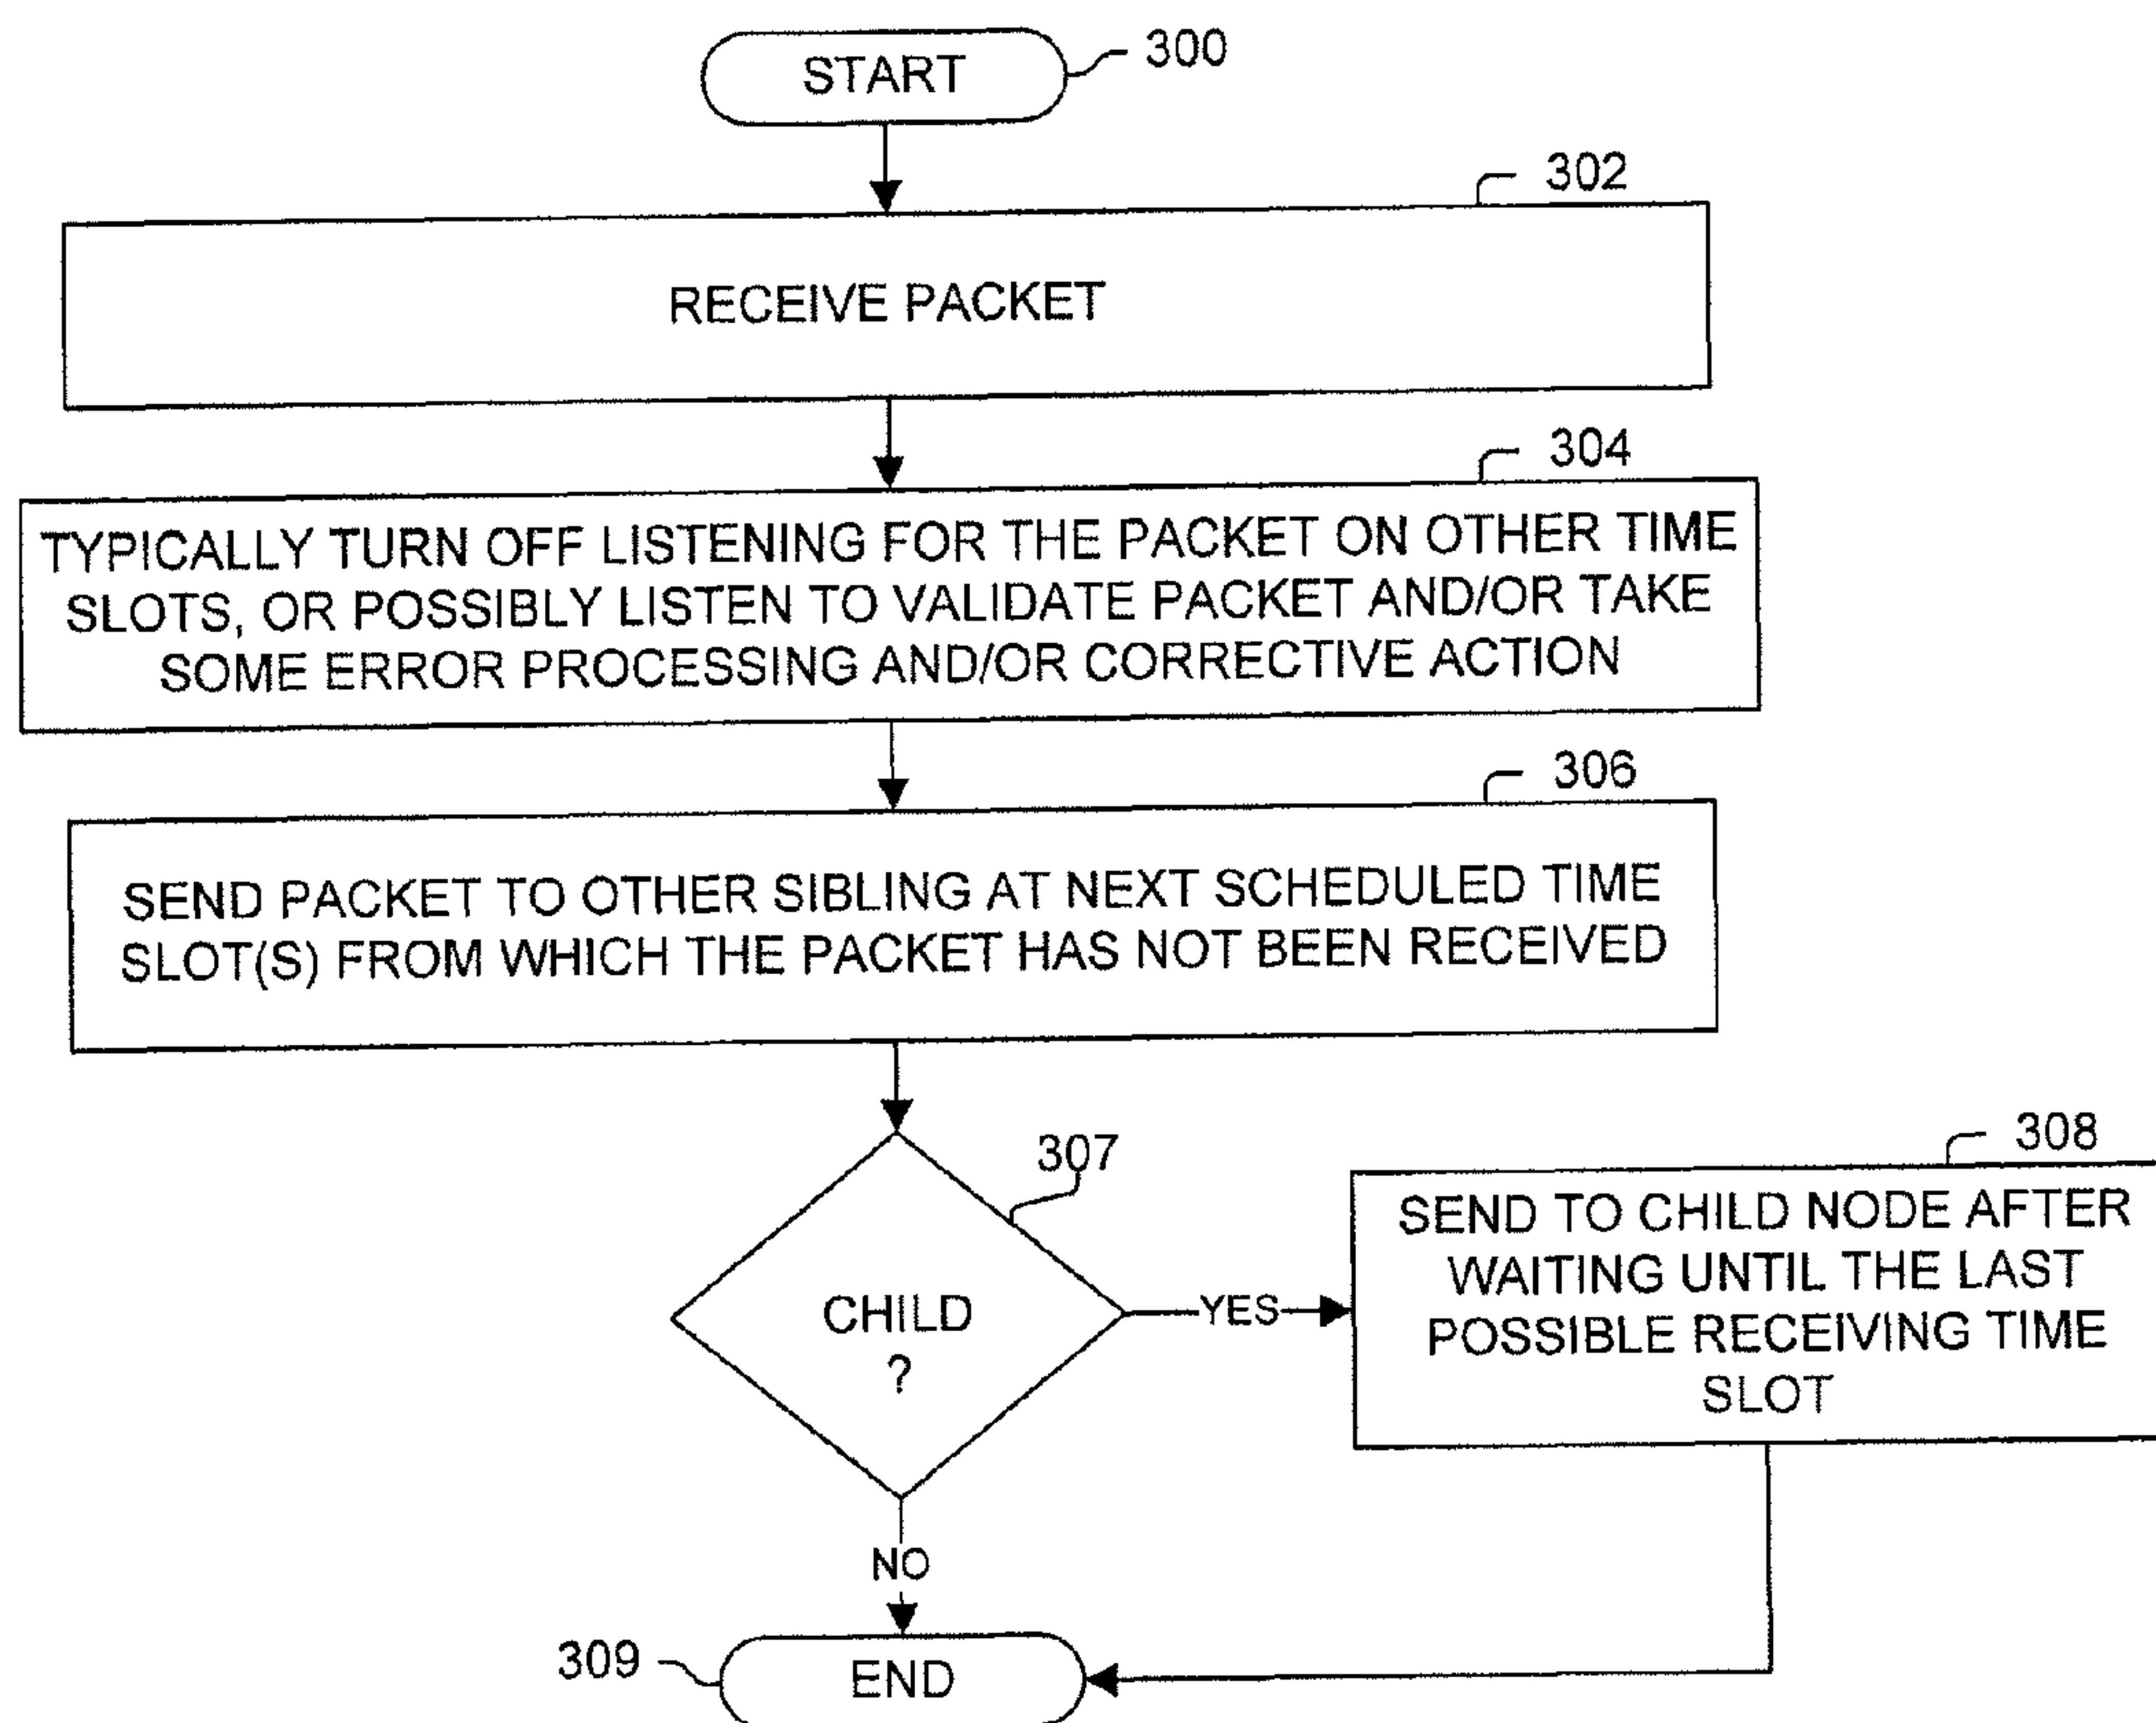 START
300
302
RECEIVE PACKET
304
TYPICALLY TURN OFF LISTENING FOR THE PACKET ON OTHER TIME
SLOTS, OR POSSIBLY LISTEN TO VALIDATE PACKET AND/OR TAKE
SOME ERROR PROCESSING AND/OR CORRECTIVE ACTION
306
SEND PACKET TO OTHER SIBLING AT NEXT SCHEDULED TIME
SLOT(S) FROM WHICH THE PACKET HAS NOT BEEN RECEIVED
307
CHILD
?
YES
308
SEND TO CHILD NODE AFTER
WAITING UNTIL THE LAST
POSSIBLE RECEIVING TIME
SLOT
NO
309
END